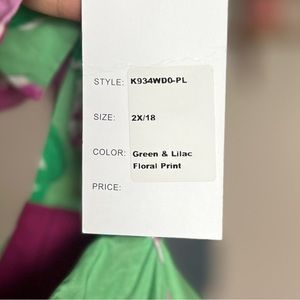 STYLE: K934WD0-PL
SIZE: 2X/18
COLOR: Green & Lilac
Floral Print
PRICE: